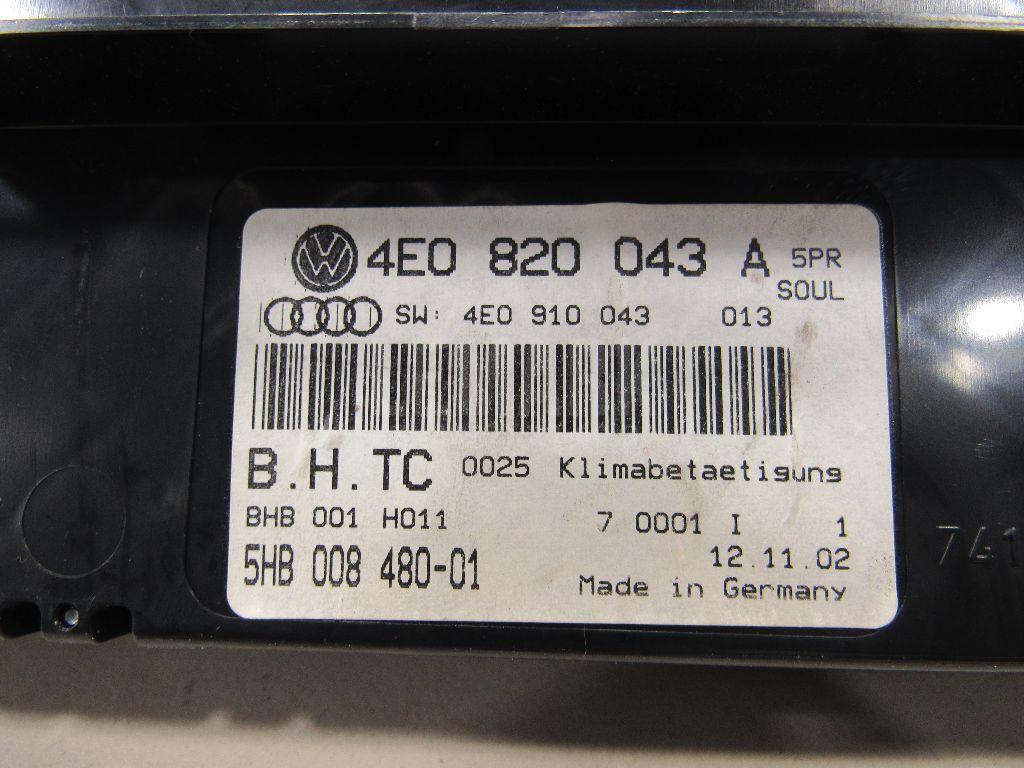 4E0 820 043 A 5PR
SOUL
SW: 4E0 910 043 013
B.H.TC 0025 Klimabetaetigung
BHB 001 H011 7 0001 I 1
5HB 008 480-01 12.11.02
Made in Germany
741